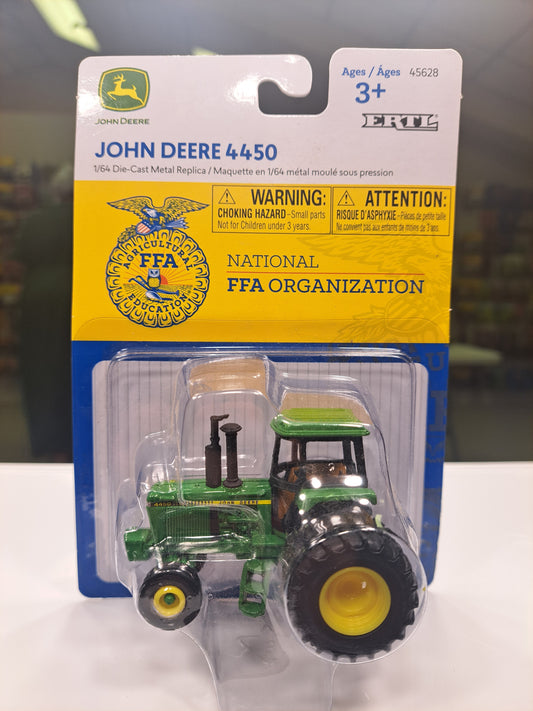 JOHN DEERE
Ages / Âges 45628
3+
ERTL
JOHN DEERE 4450
1/64 Die-Cast Metal Replica / Maquette en 1/64 métal moulé sous pression
WARNING:
CHOKING HAZARD – Small parts
Not for Children under 3 years.
ATTENTION:
RISQUE D'ASPHYXIE – Pièces de petite taille
Ne convient pas aux enfants de moins de 3 ans.
AGRICULTURAL
FFA
EDUCATION
NATIONAL
FFA ORGANIZATION
4450 JOHN DEERE